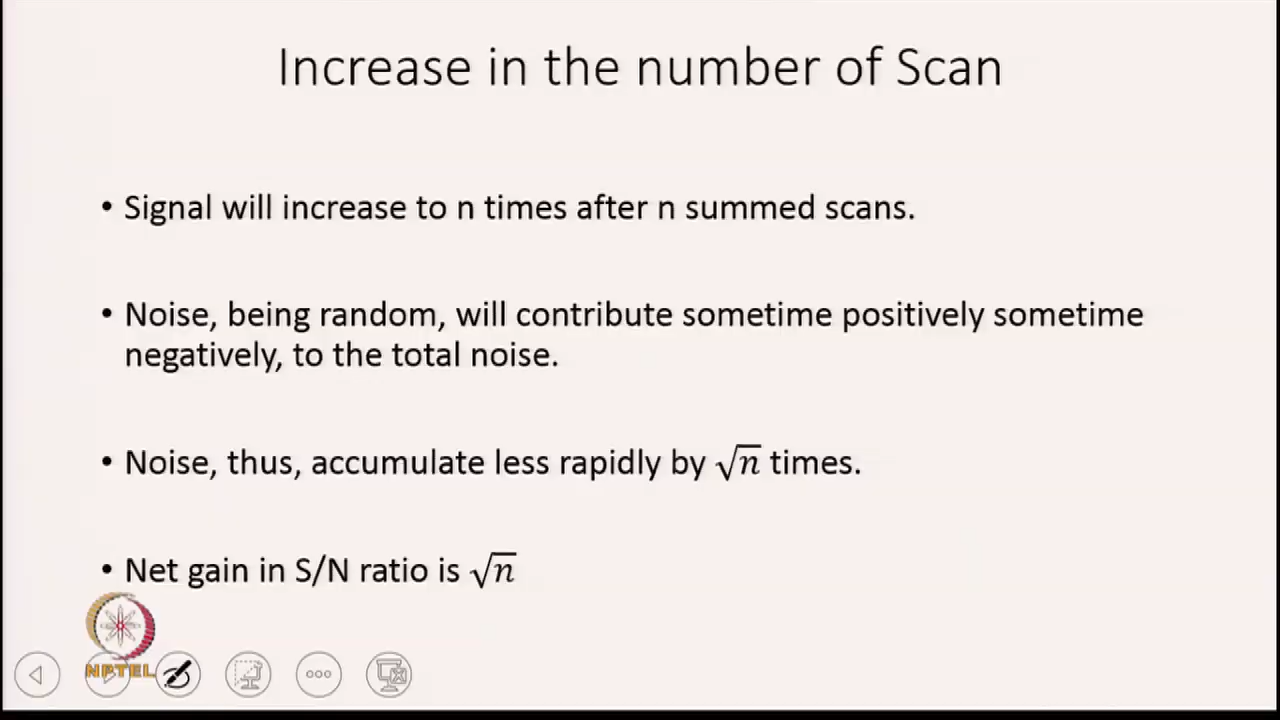 Increase in the number of Scan
• Signal will increase to n times after n summed scans.
• Noise, being random, will contribute sometime positively sometime
negatively, to the total noise.
• Noise, thus, accumulate less rapidly by √n times.
• Net gain in S/N ratio is √n
NPTEL